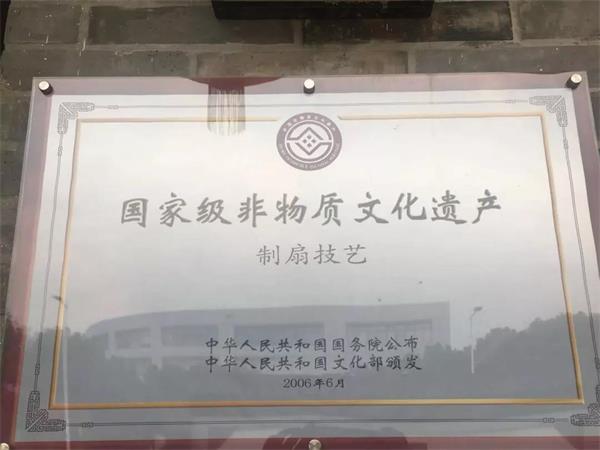 国家级非物质文化遗产
制扇技艺
中华人民共和国国务院公布
中华人民共和国文化部颁发
2006年6月